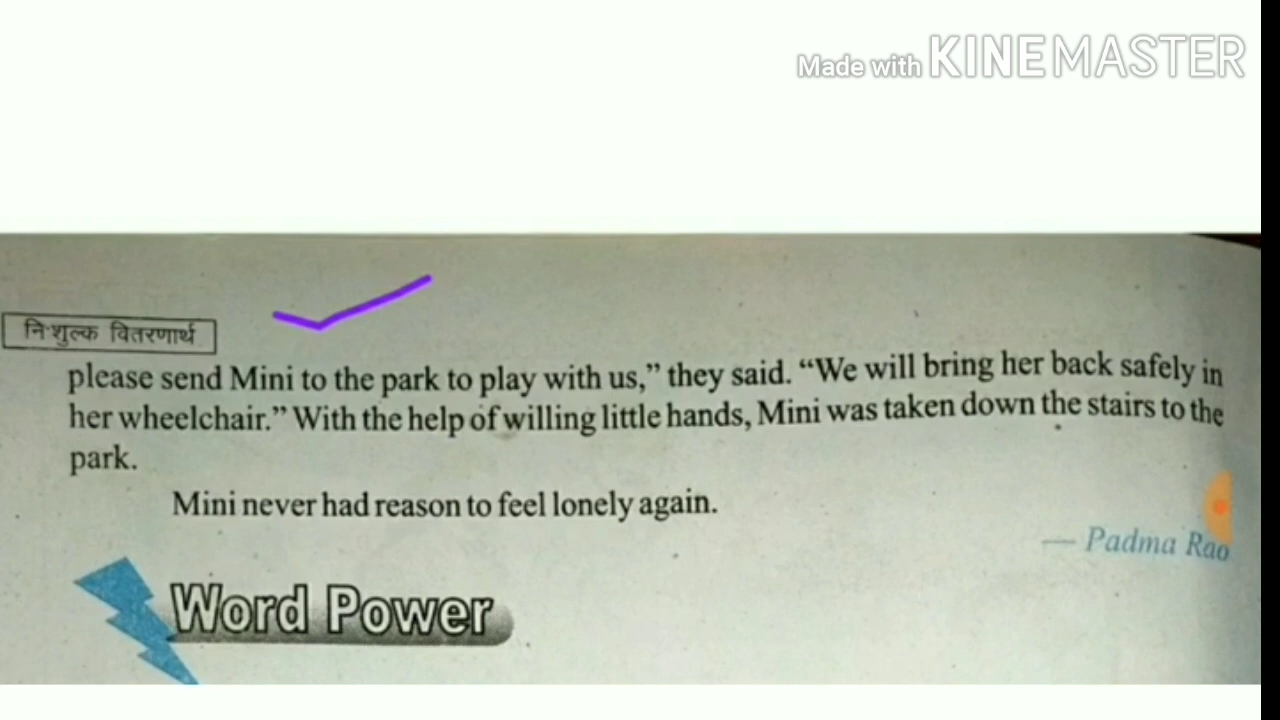 Made with KINEMASTER
नि:शुल्क वितरणार्थ
please send Mini to the park to play with us,” they said. “We will bring her back safely in
her wheelchair.” With the help of willing little hands, Mini was taken down the stairs to the
park.
Mini never had reason to feel lonely again.
— Padma Rao
Word Power